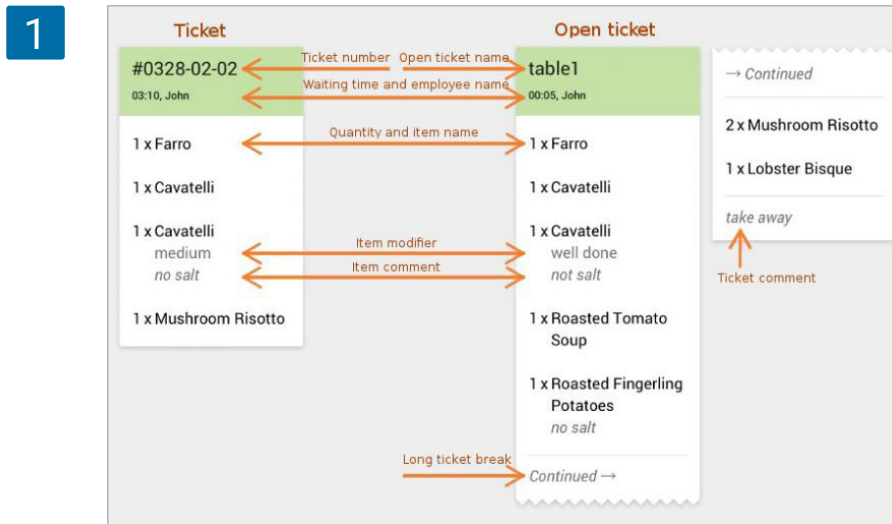 1
Ticket
Open ticket
#0328-02-02
Ticket number
Open ticket name
table1
03:10, John
Waiting time and employee name
00:05, John
→ Continued
1 x Farro
Quantity and item name
1 x Farro
2 x Mushroom Risotto
1 x Cavatelli
1 x Cavatelli
1 x Lobster Bisque
1 x Cavatelli
1 x Cavatelli
take away
medium
Item modifier
well done
no salt
Item comment
not salt
Ticket comment
1 x Mushroom Risotto
1 x Roasted Tomato
Soup
1 x Roasted Fingerling
Potatoes
no salt
Long ticket break
Continued →